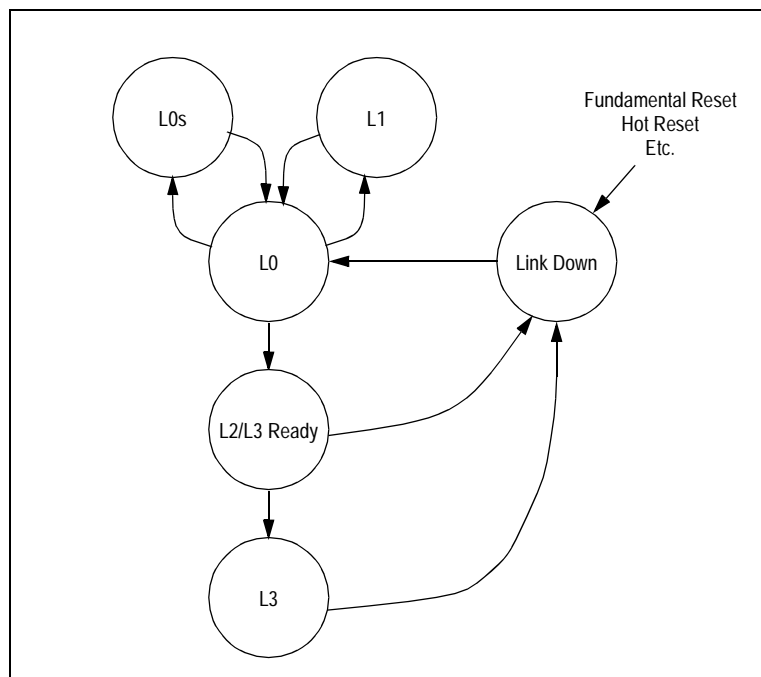 L0s
L1
Fundamental Reset
Hot Reset
Etc.
L0
Link Down
L2/L3 Ready
L3